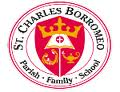 ST. CHARLES BORROMEO
Parish • Family • School